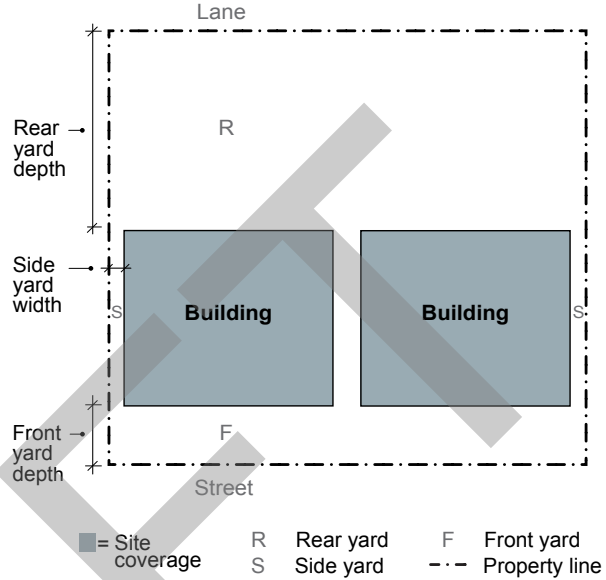 Lane
Rear
yard
depth
R
Side
yard
width
S
Building
Building
S
Front
yard
depth
F
Street
= Site
coverage
R Rear yard
F Front yard
S Side yard
Property line